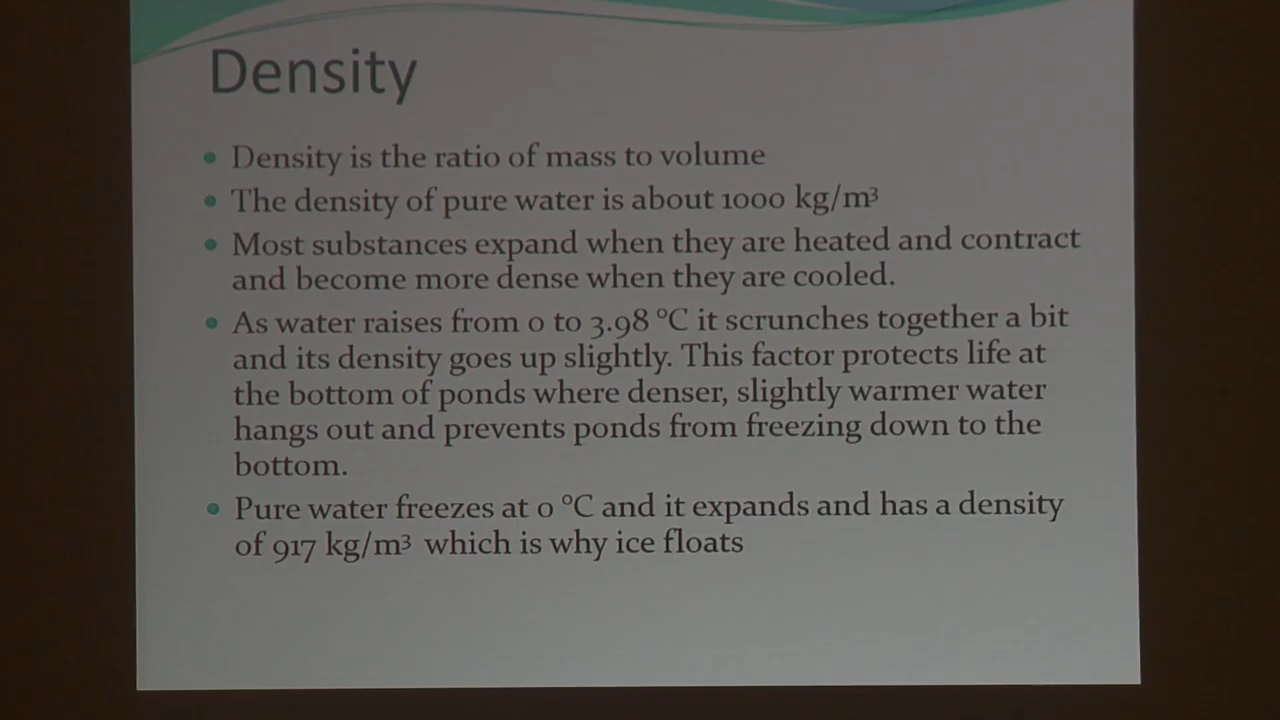 Density
• Density is the ratio of mass to volume
• The density of pure water is about 1000 kg/m³
• Most substances expand when they are heated and contract
and become more dense when they are cooled.
• As water raises from 0 to 3.98 °C it scrunches together a bit
and its density goes up slightly. This factor protects life at
the bottom of ponds where denser, slightly warmer water
hangs out and prevents ponds from freezing down to the
bottom.
• Pure water freezes at 0 °C and it expands and has a density
of 917 kg/m³ which is why ice floats